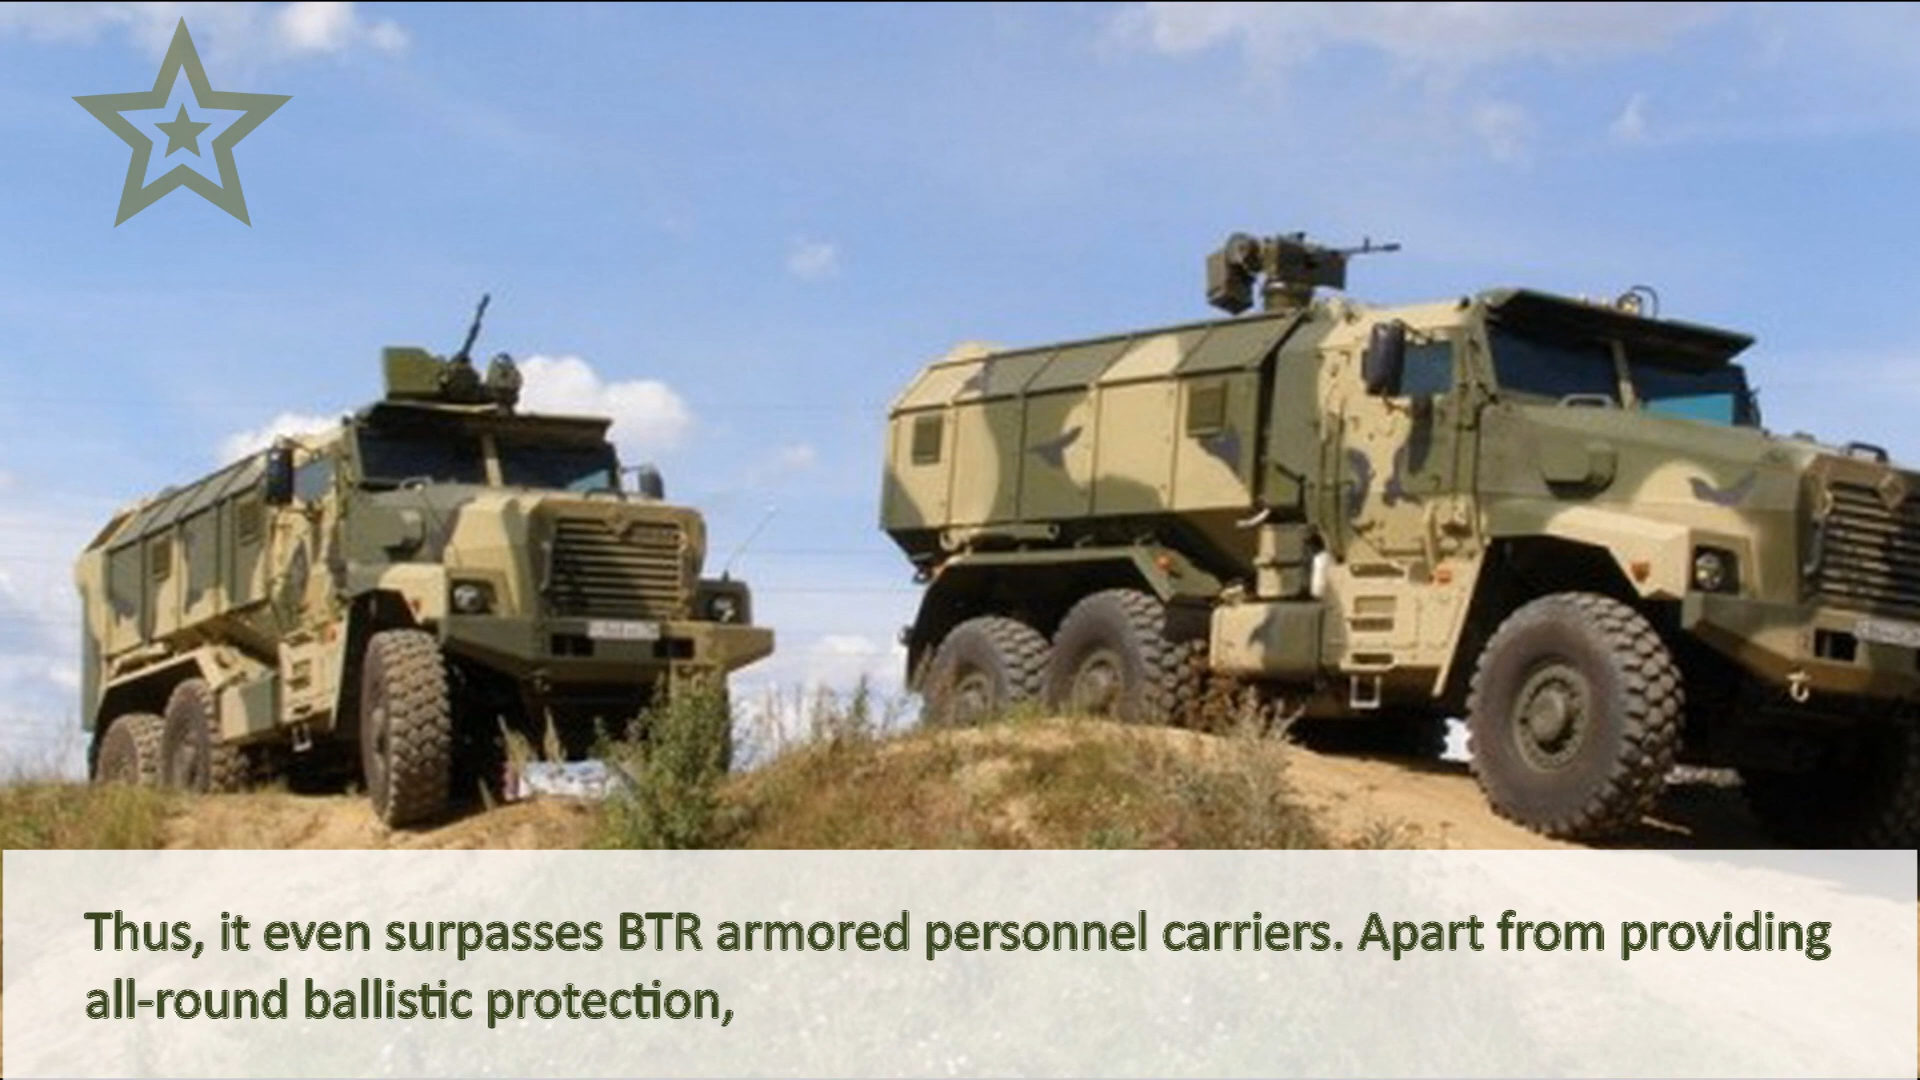 Thus, it even surpasses BTR armored personnel carriers. Apart from providing
all-round ballistic protection,